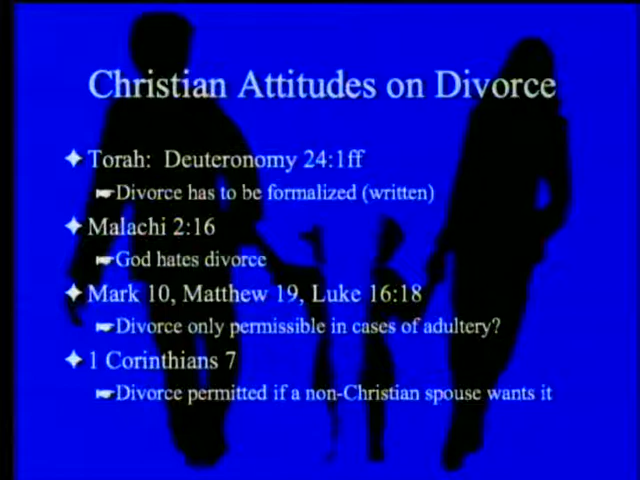 Christian Attitudes on Divorce
Torah: Deuteronomy 24:1ff
Divorce has to be formalized (written)
Malachi 2:16
God hates divorce
Mark 10, Matthew 19, Luke 16:18
Divorce only permissible in cases of adultery?
1 Corinthians 7
Divorce permitted if a non-Christian spouse wants it